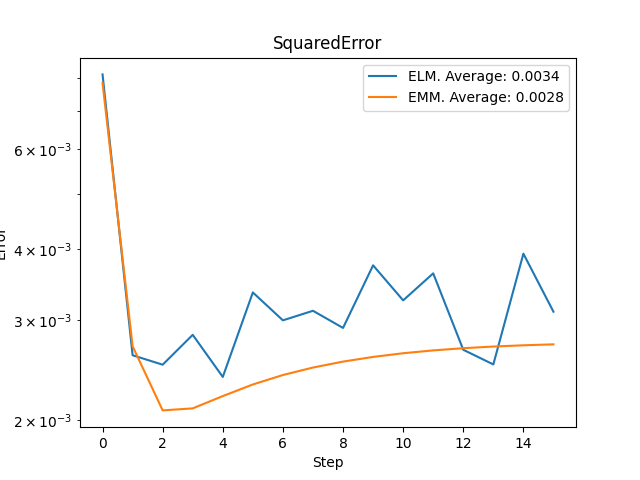 SquaredError
ELM. Average: 0.0034
EMM. Average: 0.0028
6 × 10⁻³
4 × 10⁻³
3 × 10⁻³
2 × 10⁻³
Error
0 2 4 6 8 10 12 14
Step